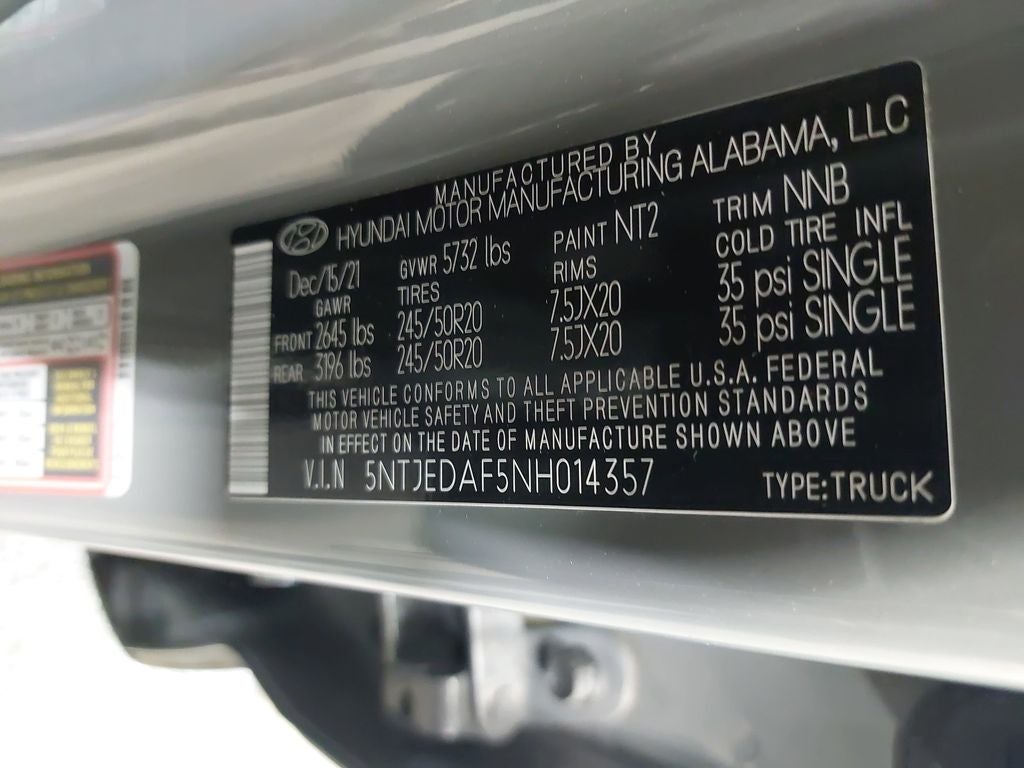 MANUFACTURED BY
HYUNDAI MOTOR MANUFACTURING ALABAMA, LLC
Dec/15/21 GVWR 5732 lbs PAINT NT2 TRIM NNB
GAWR TIRES RIMS COLD TIRE INFL
FRONT 2645 lbs 245/50R20 7.5JX20 35 psi SINGLE
REAR 3196 lbs 245/50R20 7.5JX20 35 psi SINGLE
THIS VEHICLE CONFORMS TO ALL APPLICABLE U.S.A. FEDERAL
MOTOR VEHICLE SAFETY AND THEFT PREVENTION STANDARDS
IN EFFECT ON THE DATE OF MANUFACTURE SHOWN ABOVE
V.I.N 5NTJEDAF5NH014357 TYPE:TRUCK